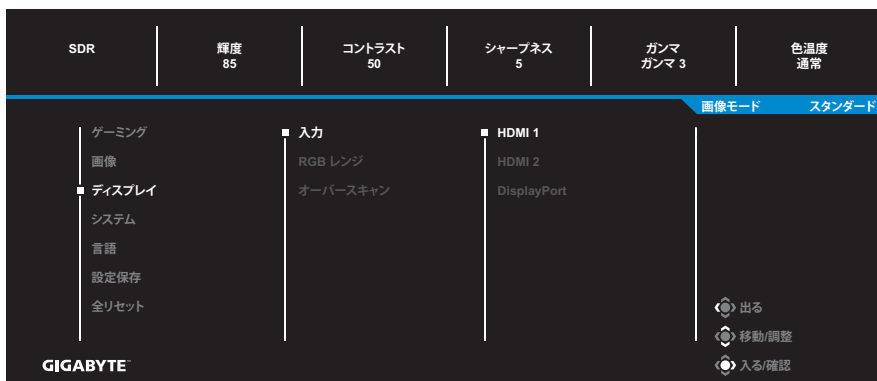 SDR
輝度
85
コントラスト
50
シャープネス
5
ガンマ
ガンマ 3
色温度
通常
画像モード スタンダード
ゲーミング
画像
ディスプレイ
システム
言語
設定保存
全リセット
入力
RGB レンジ
オーバースキャン
HDMI 1
HDMI 2
DisplayPort
出る
移動/調整
入る/確認
GIGABYTE™